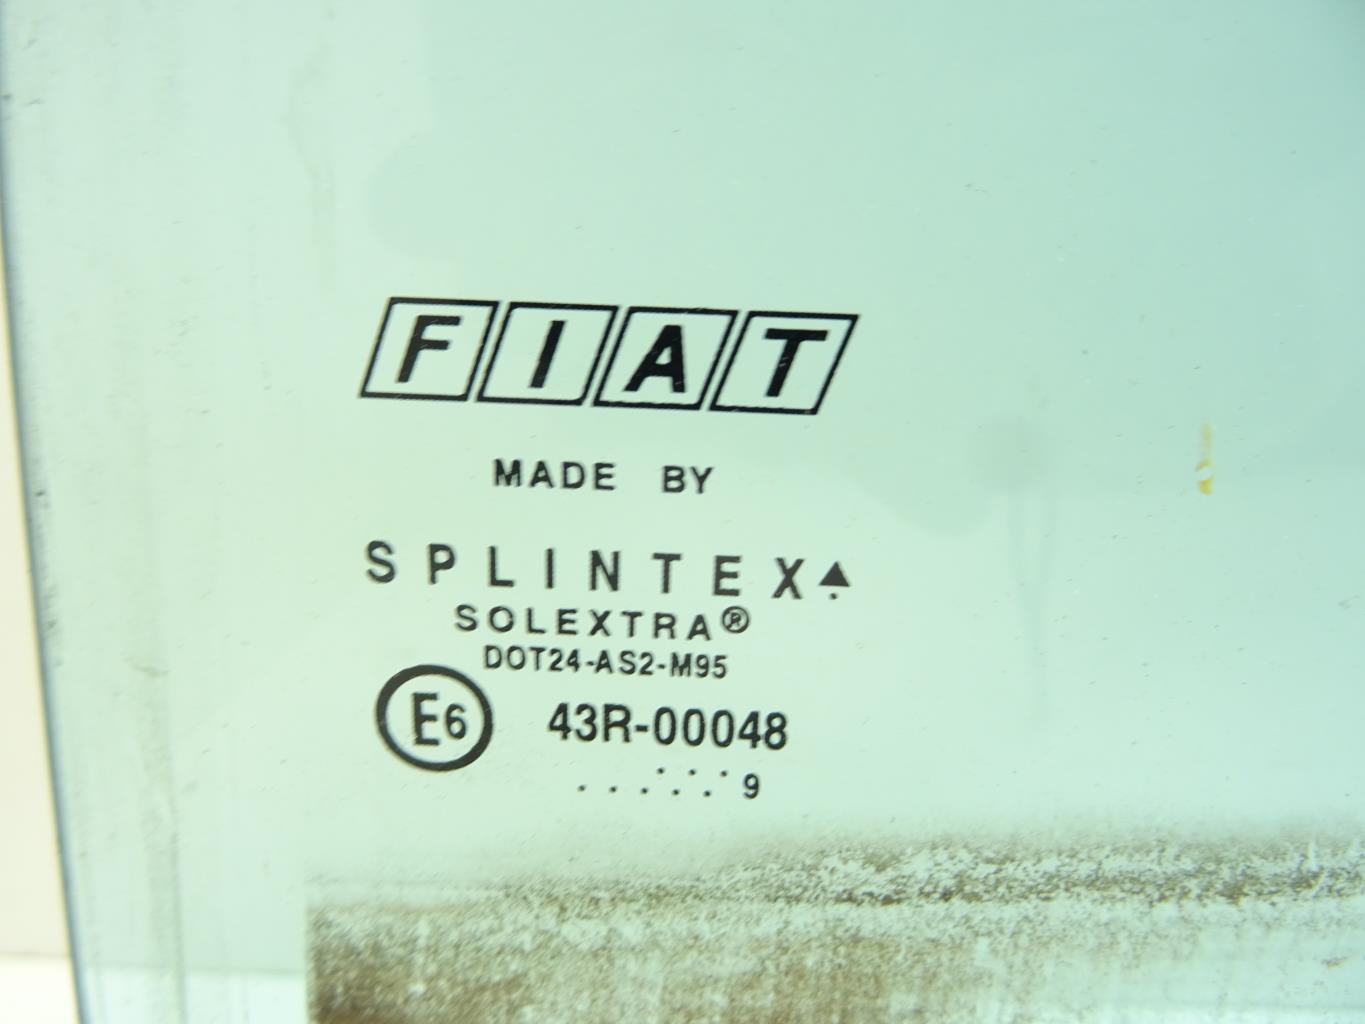 FIAT
MADE BY
SPLINTEX
SOLEXTRA®
DOT24-AS2-M95
E6 43R-00048
9